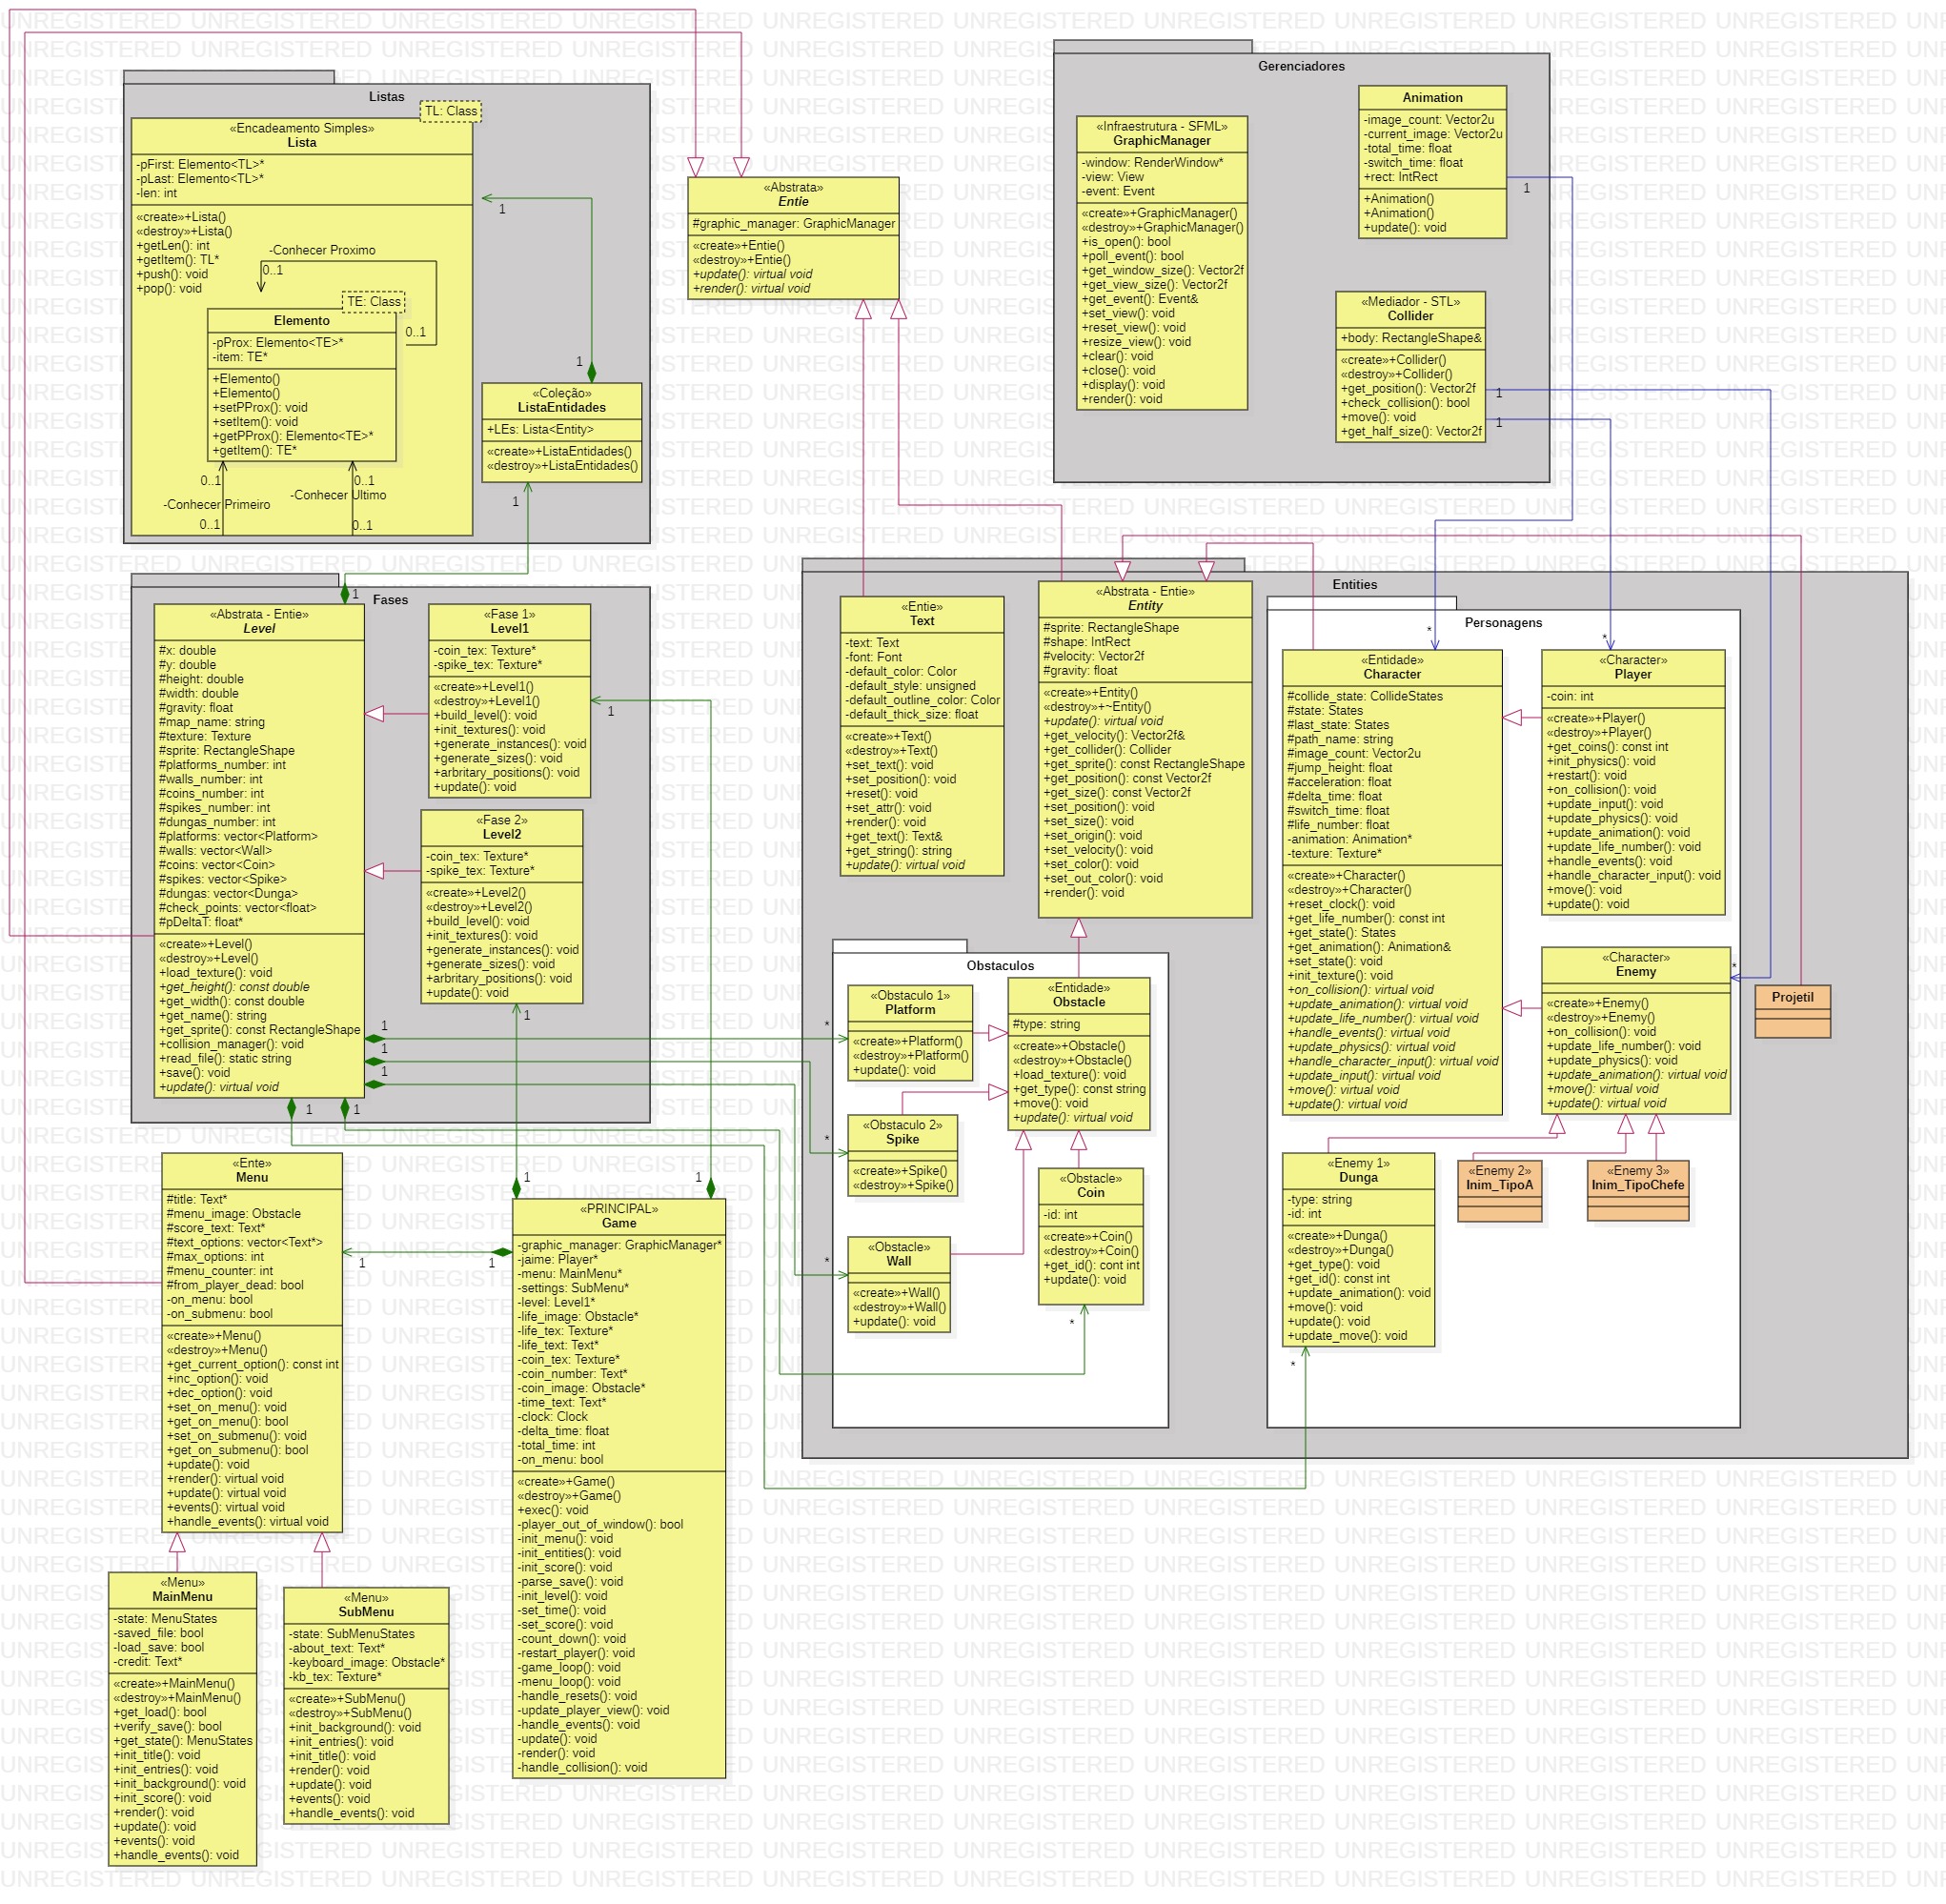 Listas
TL: Class
«Encadeamento Simples»
Lista
-pFirst: Elemento<TL>*
-pLast: Elemento<TL>*
-len: int
«create»+Lista()
«destroy»+Lista()
+getLen(): int
+getItem(): TL*
+push(): void
+pop(): void
-Conhecer Proximo
0..1
0..1
TE: Class
Elemento
-pProx: Elemento<TE>*
-item: TE*
+Elemento()
+Elemento()
+setPProx(): void
+setItem(): void
+getPProx(): Elemento<TE>*
+getItem(): TE*
0..1
0..1
-Conhecer Primeiro
-Conhecer Ultimo
0..1
0..1
1
1
«Coleção»
ListaEntidades
+LEs: Lista<Entity>
«create»+ListaEntidades()
«destroy»+ListaEntidades()
1
«Abstrata»
Entie
#graphic_manager: GraphicManager
«create»+Entie()
«destroy»+Entie()
+update(): virtual void
+render(): virtual void
Gerenciadores
«Infraestrutura - SFML»
GraphicManager
-window: RenderWindow*
-view: View
-event: Event
«create»+GraphicManager()
«destroy»+GraphicManager()
+is_open(): bool
+poll_event(): bool
+get_window_size(): Vector2f
+get_view_size(): Vector2f
+get_event(): Event&
+set_view(): void
+reset_view(): void
+resize_view(): void
+clear(): void
+close(): void
+display(): void
+render(): void
Animation
-image_count: Vector2u
-current_image: Vector2u
-total_time: float
-switch_time: float
+rect: IntRect
+Animation()
+Animation()
+update(): void
1
«Mediador - STL»
Collider
+body: RectangleShape&
«create»+Collider()
«destroy»+Collider()
+get_position(): Vector2f
+check_collision(): bool
+move(): void
+get_half_size(): Vector2f
1
1
Fases
1
«Abstrata - Entie»
Level
#x: double
#y: double
#height: double
#width: double
#gravity: float
#map_name: string
#texture: Texture
#sprite: RectangleShape
#platforms_number: int
#walls_number: int
#coins_number: int
#spikes_number: int
#dungas_number: int
#platforms: vector<Platform>
#walls: vector<Wall>
#coins: vector<Coin>
#spikes: vector<Spike>
#dungas: vector<Dunga>
#check_points: vector<float>
#pDeltaT: float*
«create»+Level()
«destroy»+Level()
+load_texture(): void
+get_height(): const double
+get_width(): const double
+get_name(): string
+get_sprite(): const RectangleShape
+collision_manager(): void
+read_file(): static string
+save(): void
+update(): virtual void
1
1
1
1
1
«Fase 1»
Level1
-coin_tex: Texture*
-spike_tex: Texture*
«create»+Level1()
«destroy»+Level1()
+build_level(): void
+init_textures(): void
+generate_instances(): void
+generate_sizes(): void
+arbritary_positions(): void
+update(): void
1
«Fase 2»
Level2
-coin_tex: Texture*
-spike_tex: Texture*
«create»+Level2()
«destroy»+Level2()
+build_level(): void
+init_textures(): void
+generate_instances(): void
+generate_sizes(): void
+arbritary_positions(): void
+update(): void
1
Entities
«Entie»
Text
-text: Text
-font: Font
-default_color: Color
-default_style: unsigned
-default_outline_color: Color
-default_thick_size: float
«create»+Text()
«destroy»+Text()
+set_text(): void
+set_position(): void
+reset(): void
+set_attr(): void
+render(): void
+get_text(): Text&
+get_string(): string
+update(): virtual void
«Abstrata - Entie»
Entity
#sprite: RectangleShape
#shape: IntRect
#velocity: Vector2f
#gravity: float
«create»+Entity()
«destroy»+~Entity()
+update(): virtual void
+get_velocity(): Vector2f&
+get_collider(): Collider
+get_sprite(): const RectangleShape
+get_position(): const Vector2f
+get_size(): const Vector2f
+set_position(): void
+set_size(): void
+set_origin(): void
+set_velocity(): void
+set_color(): void
+set_out_color(): void
+render(): void
Personagens
*
*
«Entidade»
Character
#collide_state: CollideStates
#state: States
#last_state: States
#path_name: string
#image_count: Vector2u
#jump_height: float
#acceleration: float
#delta_time: float
#switch_time: float
#life_number: float
-animation: Animation*
-texture: Texture*
«create»+Character()
«destroy»+Character()
+reset_clock(): void
+get_life_number: const int
+get_state(): States
+get_animation(): Animation&
+set_state(): void
+init_texture(): void
+on_collision(): virtual void
+update_animation(): virtual void
+update_life_number(): virtual void
+handle_events(): virtual void
+update_physics(): virtual void
+handle_character_input(): virtual void
+update_input(): virtual void
+move(): virtual void
+update(): virtual void
«Character»
Player
-coin: int
«create»+Player()
«destroy»+Player()
+get_coins(): const int
+init_physics(): void
+restart(): void
+on_collision(): void
+update_input(): void
+update_physics(): void
+update_animation(): void
+update_life_number(): void
+handle_events(): void
+handle_character_input(): void
+move(): void
+update(): void
*
«Character»
Enemy
«create»+Enemy()
«destroy»+Enemy()
+on_collision(): void
+update_life_number(): void
+update_physics(): void
+update_animation(): virtual void
+move(): virtual void
+update(): virtual void
Projetil
«Enemy 1»
Dunga
-type: string
-id: int
«create»+Dunga()
«destroy»+Dunga()
+get_type(): void
+get_id(): const int
+update_animation(): void
+move(): void
+update(): void
+update_move(): void
*
«Enemy 2»
Inim_TipoA
«Enemy 3»
Inim_TipoChefe
Obstaculos
«Obstaculo 1»
Platform
«create»+Platform()
«destroy»+Platform()
+update(): void
*
«Entidade»
Obstacle
#type: string
«create»+Obstacle()
«destroy»+Obstacle()
+load_texture(): void
+get_type(): const string
+move(): void
+update(): virtual void
«Obstaculo 2»
Spike
«create»+Spike()
«destroy»+Spike()
*
«Obstacle»
Wall
«create»+Wall()
«destroy»+Wall()
+update(): void
*
«Obstacle»
Coin
-id: int
«create»+Coin()
«destroy»+Coin()
+get_id(): cont int
+update(): void
*
«Ente»
Menu
#title: Text*
#menu_image: Obstacle
#score_text: Text*
#text_options: vector<Text*>
#max_options: int
#menu_counter: int
#from_player_dead: bool
-on_menu: bool
-on_submenu: bool
«create»+Menu()
«destroy»+Menu()
+get_current_option(): const int
+inc_option(): void
+dec_option(): void
+set_on_menu(): void
+get_on_menu(): bool
+set_on_submenu(): void
+get_on_submenu(): bool
+update(): void
+render(): virtual void
+update(): virtual void
+events(): virtual void
+handle_events(): virtual void
1
1
1
1
«PRINCIPAL»
Game
-graphic_manager: GraphicManager*
-jaime: Player*
-menu: MainMenu*
-settings: SubMenu*
-level: Level1*
-life_image: Obstacle*
-life_tex: Texture*
-life_text: Text*
-coin_tex: Texture*
-coin_number: Text*
-coin_image: Obstacle*
-time_text: Text*
-clock: Clock
-delta_time: float
-total_time: int
-on_menu: bool
«create»+Game()
«destroy»+Game()
+exec(): void
-player_out_of_window(): bool
-init_menu(): void
-init_entities(): void
-init_score(): void
-parse_save(): void
-init_level(): void
-set_time(): void
-set_score(): void
-count_down(): void
-restart_player(): void
-game_loop(): void
-menu_loop(): void
-handle_resets(): void
-update_player_view(): void
-handle_events(): void
-update(): void
-render(): void
-handle_collision(): void
«Menu»
MainMenu
-state: MenuStates
-saved_file: bool
-load_save: bool
-credit: Text*
«create»+MainMenu()
«destroy»+MainMenu()
+get_load(): bool
+verify_save(): bool
+get_state(): MenuStates
+init_title(): void
+init_entries(): void
+init_background(): void
+init_score(): void
+render(): void
+update(): void
+events(): void
+handle_events(): void
«Menu»
SubMenu
-state: SubMenuStates
-about_text: Text*
-keyboard_image: Obstacle*
-kb_tex: Texture*
«create»+SubMenu()
«destroy»+SubMenu()
+init_background(): void
+init_entries(): void
+init_title(): void
+render(): void
+update(): void
+events(): void
+handle_events(): void